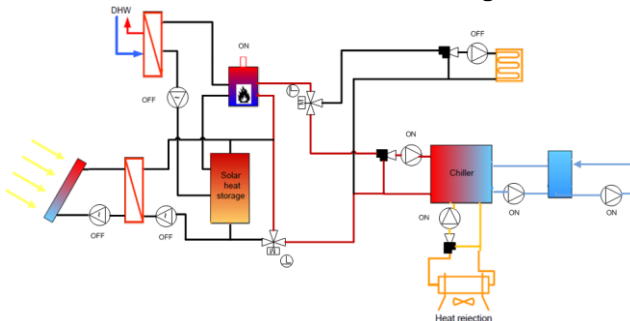 DHW
ON
OFF
OFF
M
ON
Chiller
Solar
heat
storage
ON
ON
ON
OFF
OFF
M
Heat rejection